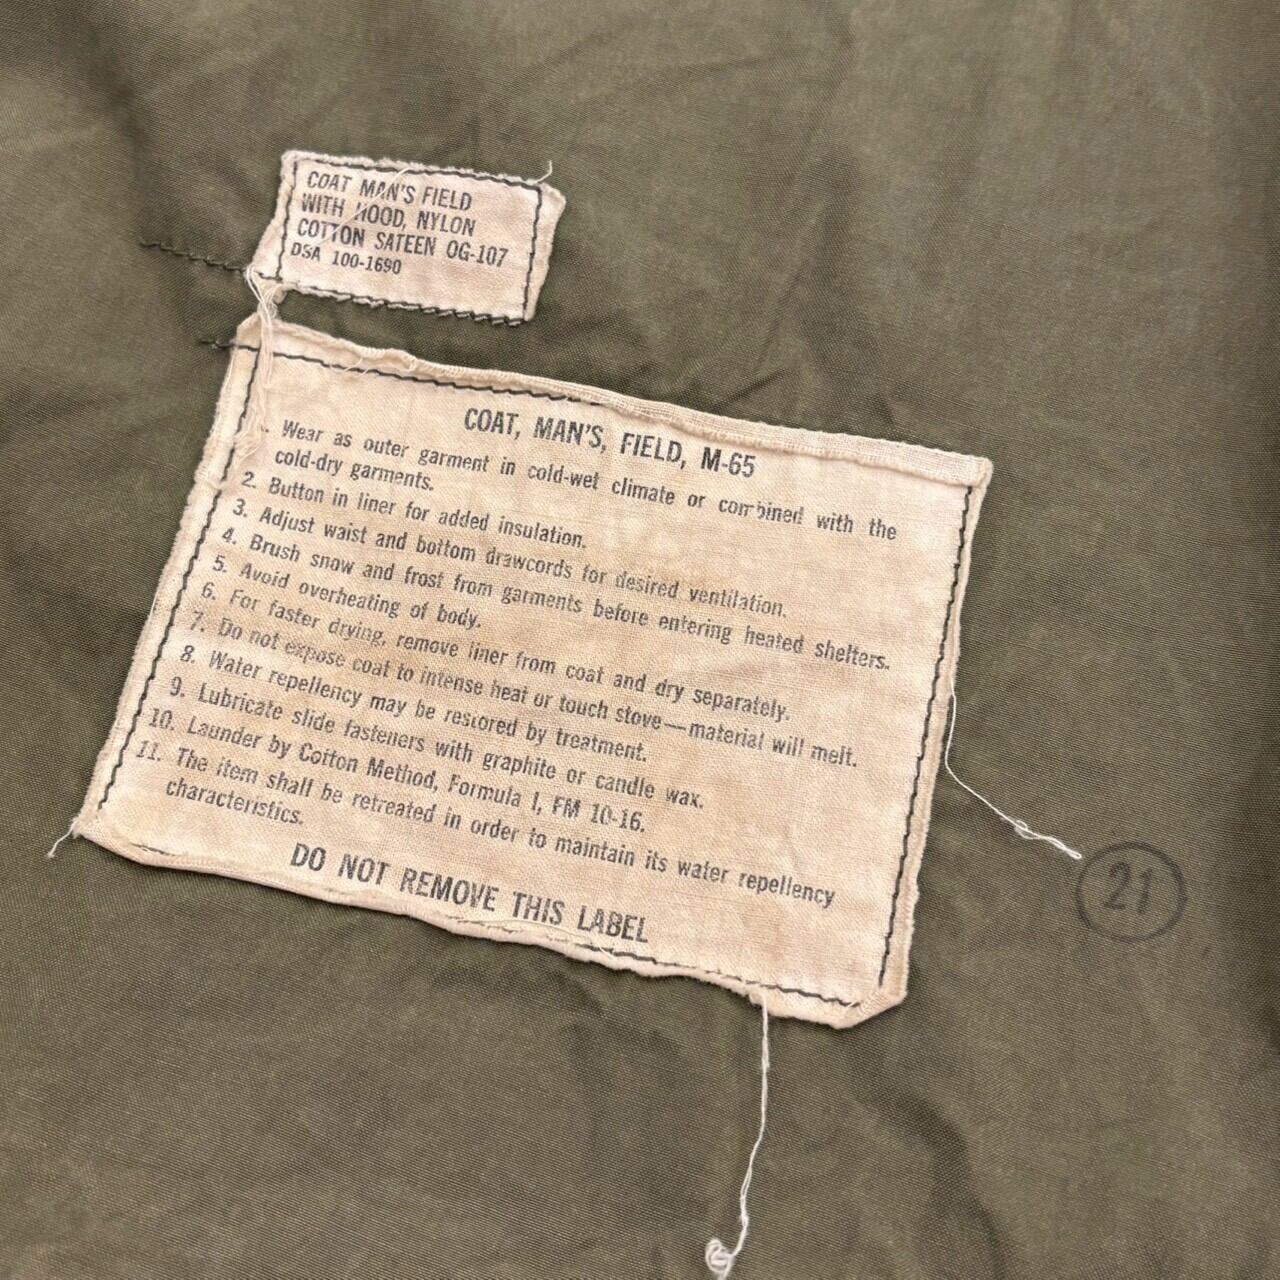 COAT MAN'S FIELD
WITH HOOD, NYLON
COTTON SATEEN OG-107
DSA 100-1690
COAT, MAN'S, FIELD, M-65
. Wear as outer garment in cold-wet climate or combined with the
cold-dry garments.
2. Button in liner for added insulation.
3. Adjust waist and bottom drawcords for desired ventilation.
4. Brush snow and frost from garments before entering heated shelters.
5. Avoid overheating of body.
6. For faster drying, remove liner from coat and dry separately.
7. Do not expose coat to intense heat or touch stove—material will melt.
8. Water repellency may be restored by treatment.
9. Lubricate slide fasteners with graphite or candle wax.
10. Launder by Cotton Method, Formula I, FM 10-16.
11. The item shall be retreated in order to maintain its water repellency
characteristics.
DO NOT REMOVE THIS LABEL
21